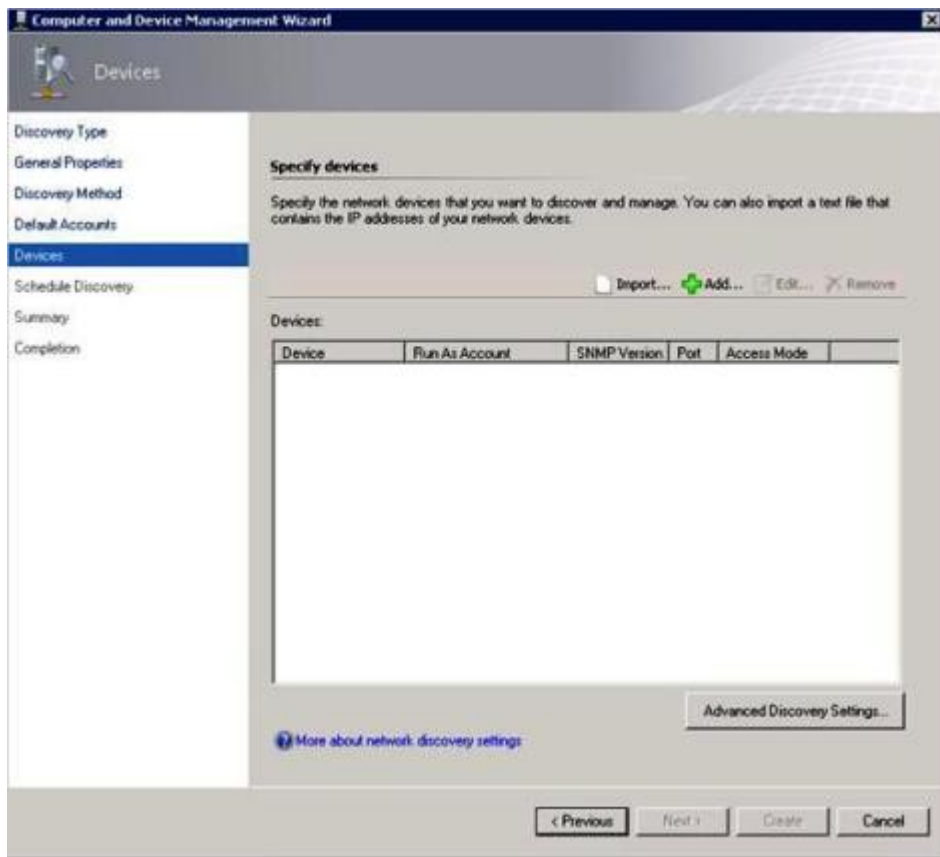 Computer and Device Management Wizard
Devices
Discovery Type
General Properties
Discovery Method
Default Accounts
Devices
Schedule Discovery
Summary
Completion
Specify devices
Specify the network devices that you want to discover and manage. You can also import a text file that
contains the IP addresses of your network devices.
Import... Add... Edit... Remove
Devices:
Device Run As Account SNMP Version Port Access Mode
Advanced Discovery Settings...
More about network discovery settings
< Previous Next > Create Cancel